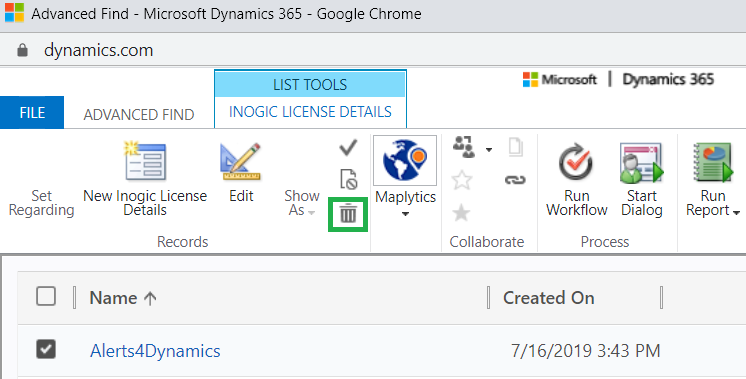 Advanced Find - Microsoft Dynamics 365 - Google Chrome
dynamics.com
Microsoft | Dynamics 365
LIST TOOLS
FILE
ADVANCED FIND
INOGIC LICENSE DETAILS
Set
Regarding
New Inogic License
Details
Edit
Show
As
Maplytics
Run
Workflow
Start
Dialog
Run
Report
Records
Collaborate
Process
Name ↑
Created On
Alerts4Dynamics
7/16/2019 3:43 PM